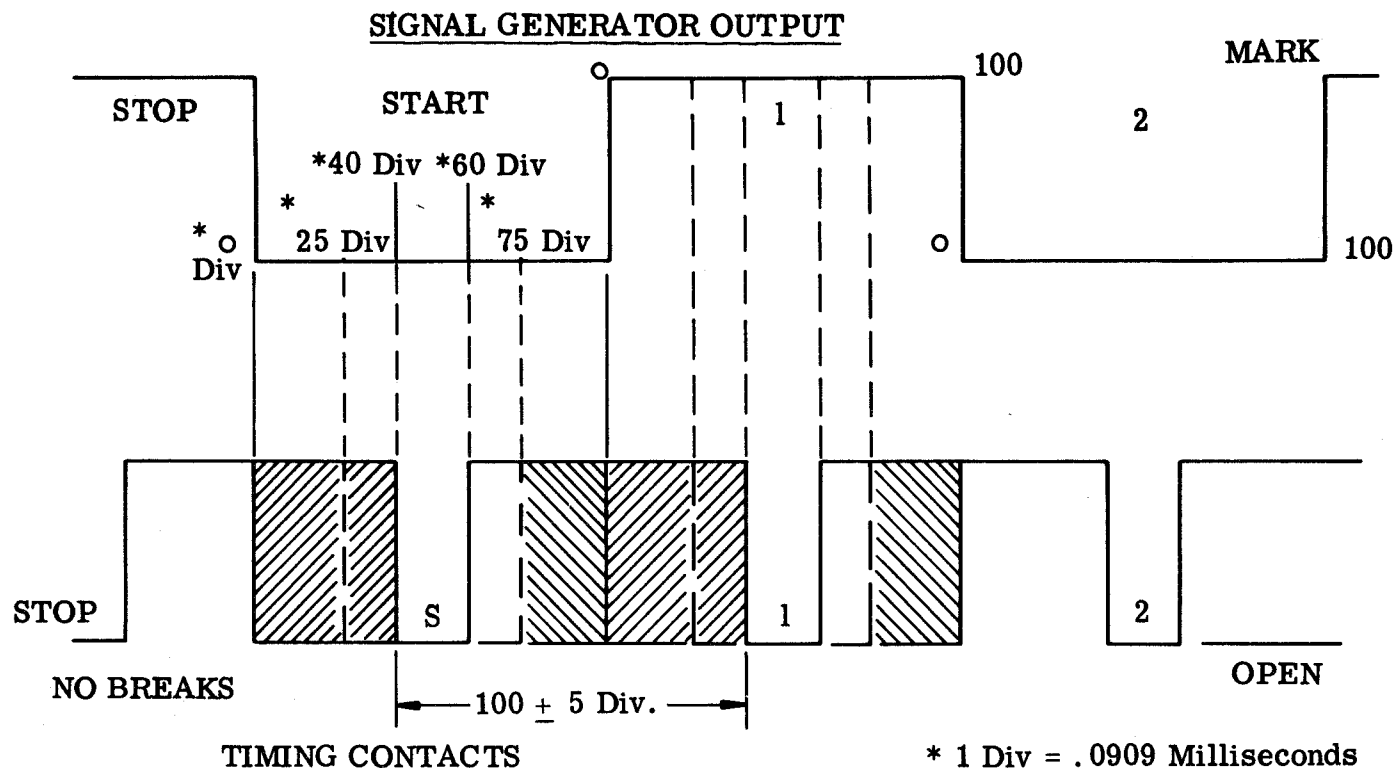 SIGNAL GENERATOR OUTPUT
100
MARK
STOP
START
1
2
*40 Div
*60 Div
*
*
* O
Div
25 Div
75 Div
O
O
100
STOP
S
1
2
NO BREAKS
OPEN
100 ± 5 Div.
TIMING CONTACTS
* 1 Div = .0909 Milliseconds